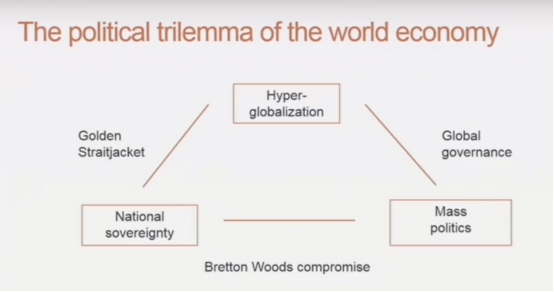 The political trilemma of the world economy
Hyper-
globalization
Golden
Straitjacket
Global
governance
National
sovereignty
Mass
politics
Bretton Woods compromise